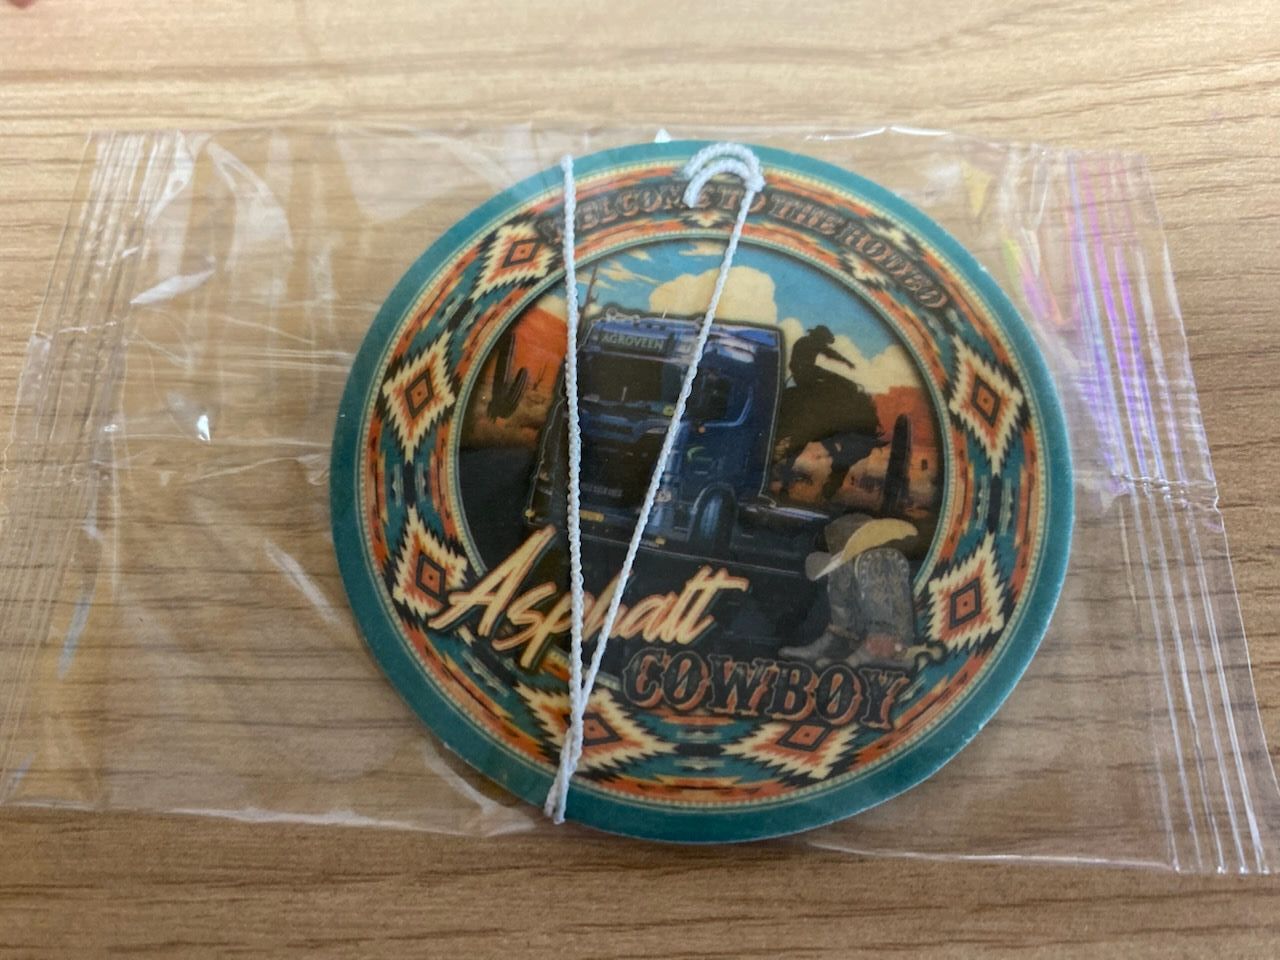 WELCOME TO THE RODEO
AGROVEEN
Asphalt
COWBOY